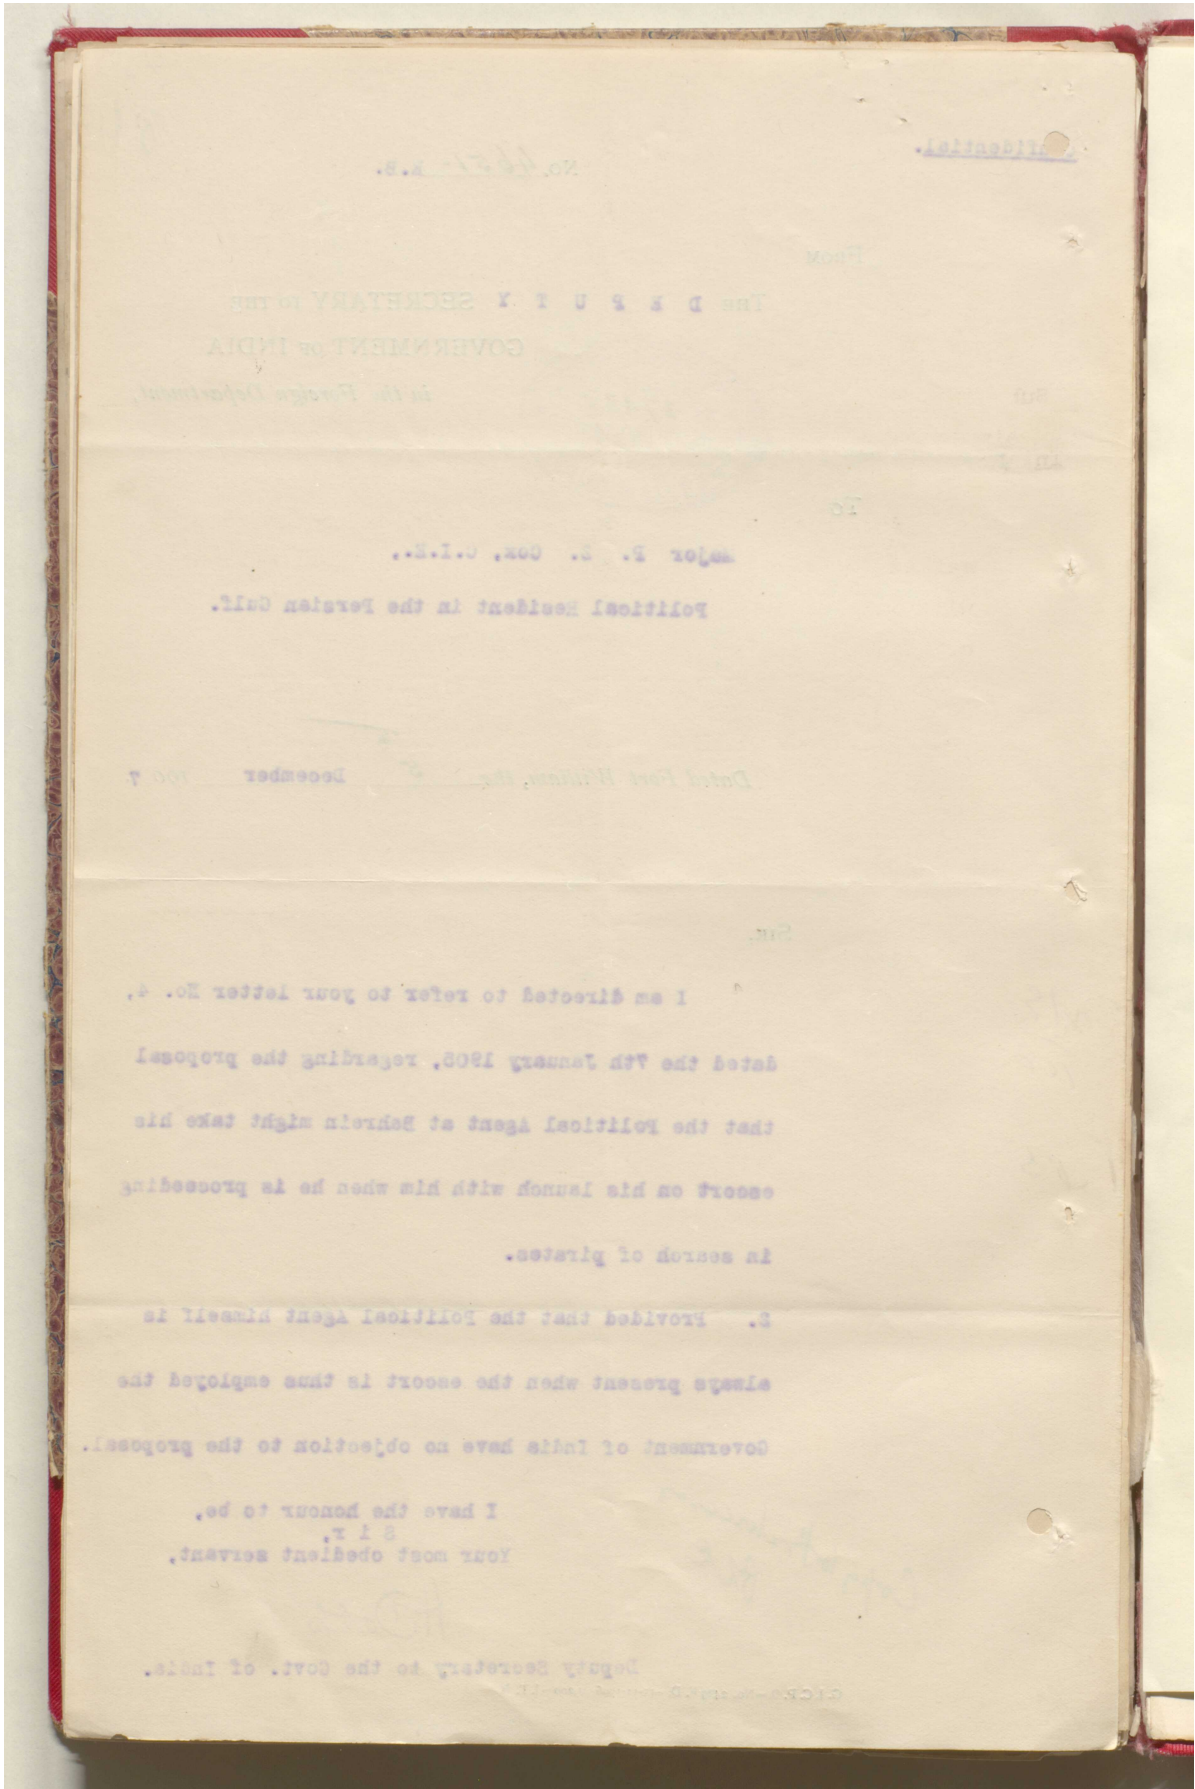 Confidential.
No. E.B.
FROM
THE D E P U T Y SECRETARY TO THE
GOVERNMENT OF INDIA
in the Foreign Department,
To
Major P. Z. Cox, C.I.E.,
Political Resident in the Persian Gulf.
Dated Fort William, the 5 December 190 7
SIR,
I am directed to refer to your letter No. 4,
dated the 7th January 1905, regarding the proposal
that the Political Agent at Bahrein might take his
escort on his launch with him when he is proceeding
in search of pirates.
2. Provided that the Political Agent himself is
always present when the escort is thus employed the
Government of India have no objection to the proposal.
I have the honour to be,
S i r,
Your most obedient servant,
Deputy Secretary to the Govt. of India.